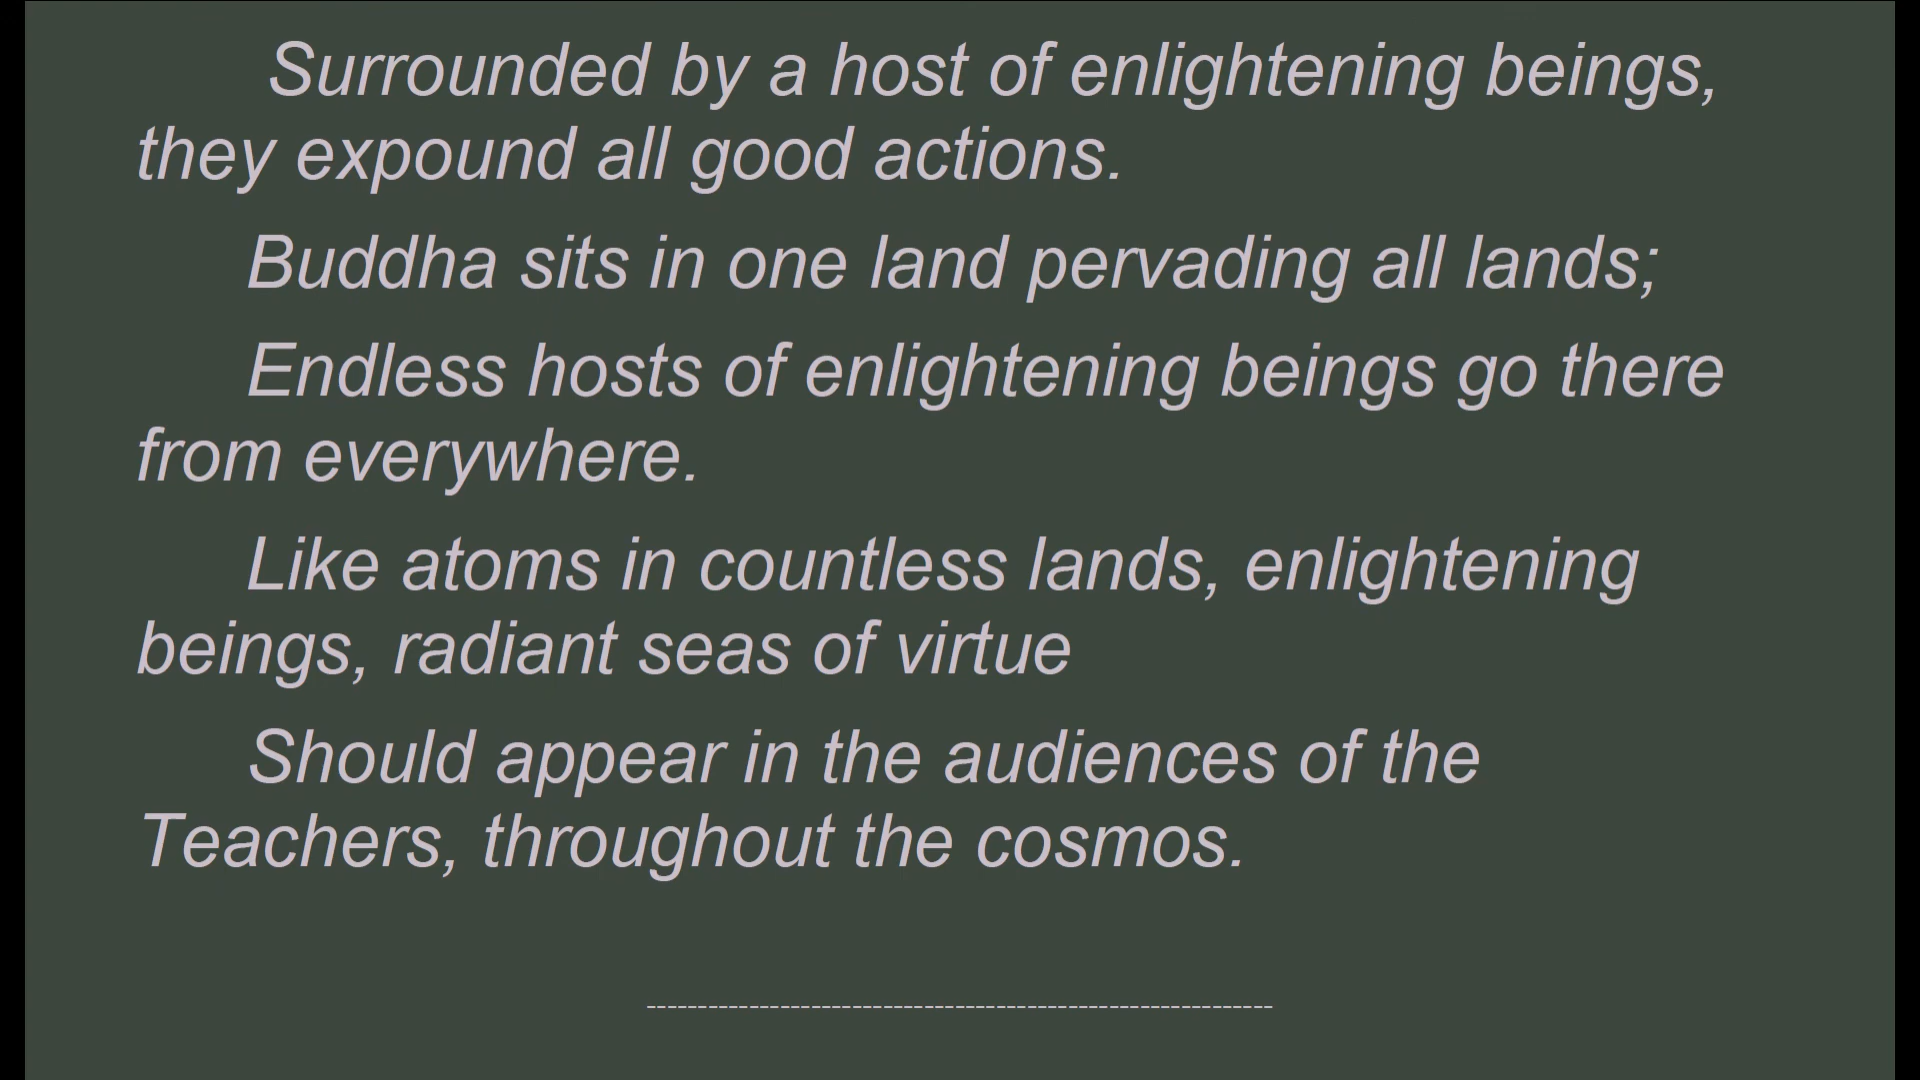 Surrounded by a host of enlightening beings,
they expound all good actions.
Buddha sits in one land pervading all lands;
Endless hosts of enlightening beings go there
from everywhere.
Like atoms in countless lands, enlightening
beings, radiant seas of virtue
Should appear in the audiences of the
Teachers, throughout the cosmos.